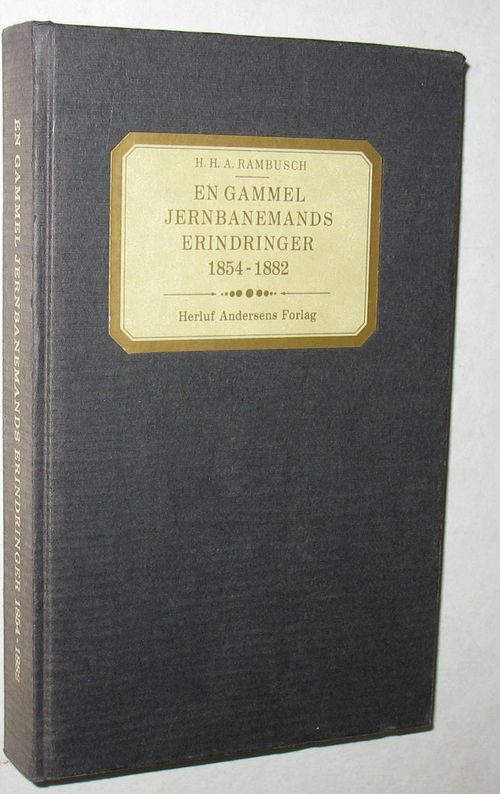 H. H. A. RAMBUSCH
EN GAMMEL
JERNBANEMANDS
ERINDRINGER
1854 - 1882
Herluf Andersens Forlag
EN GAMMEL JERNBANEMANDS ERINDRINGER 1854 - 1882